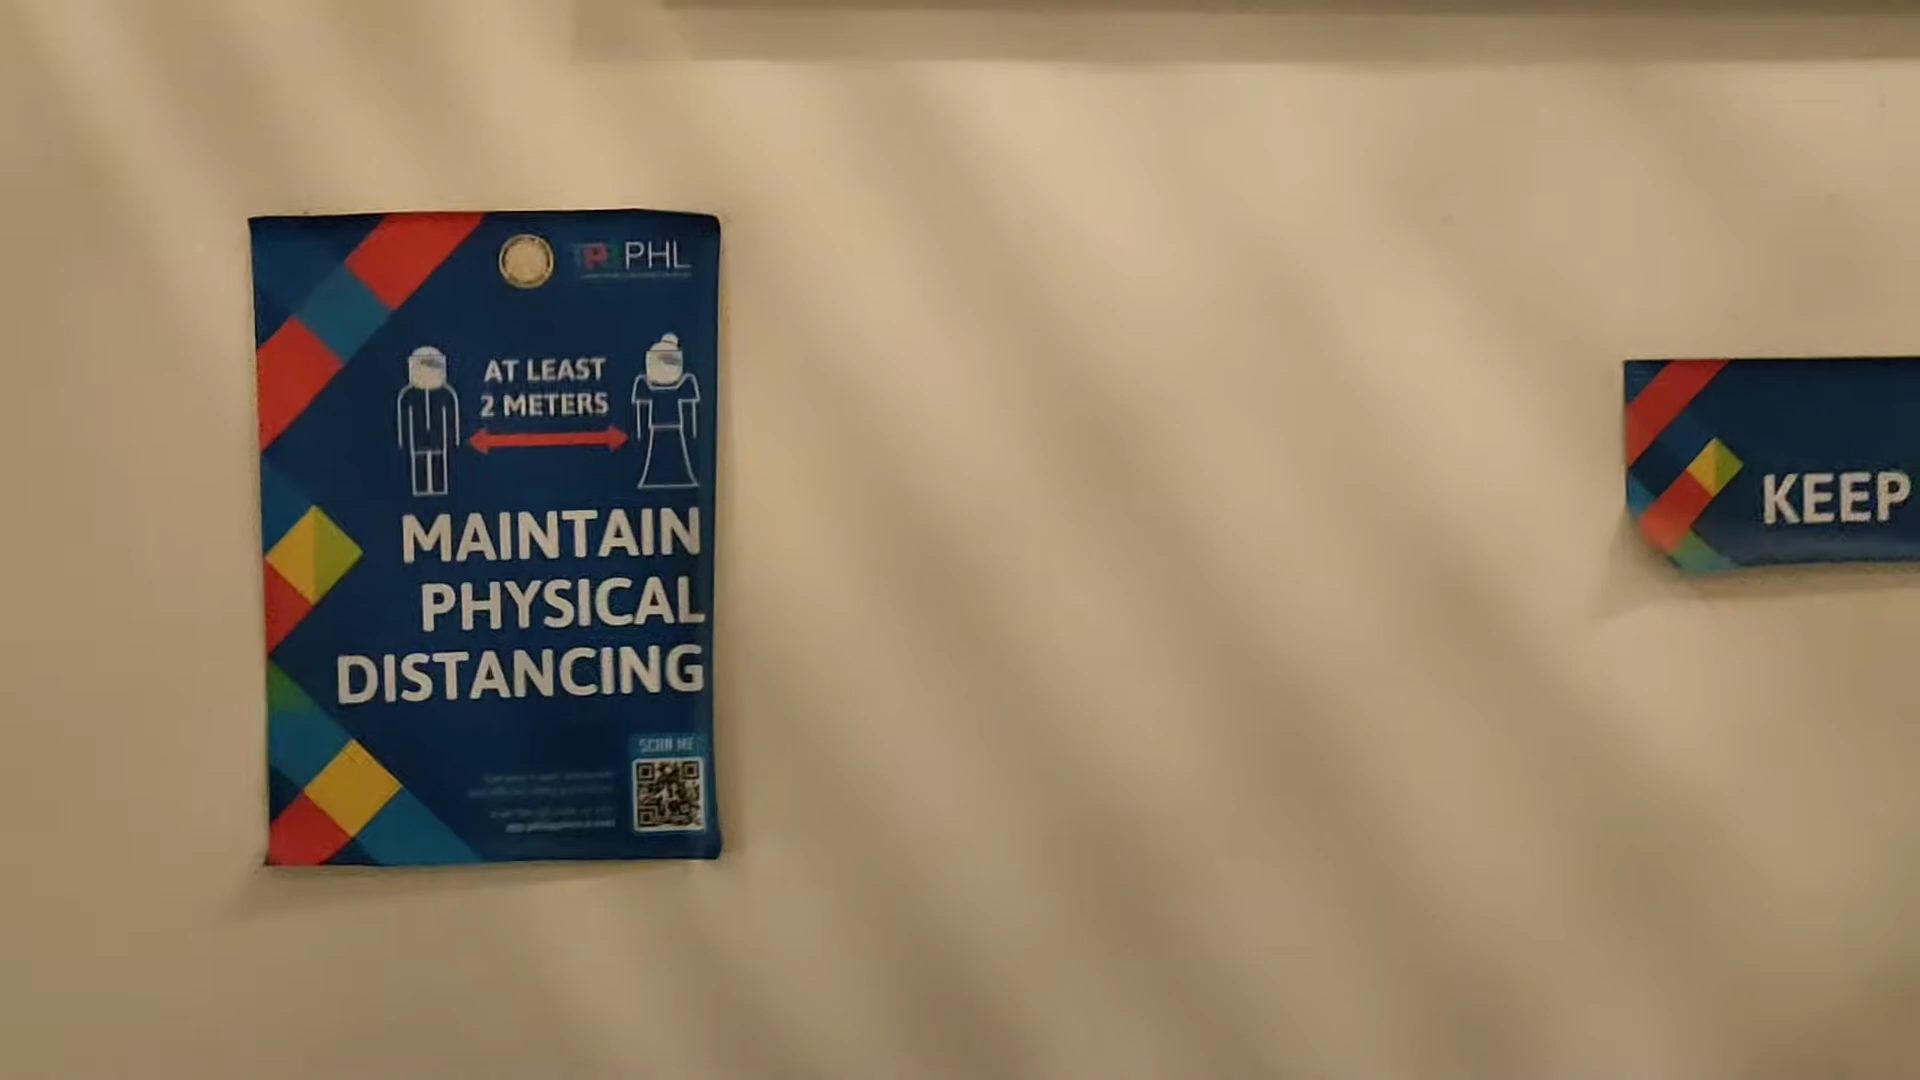 PHL
AT LEAST
2 METERS
MAINTAIN
PHYSICAL
DISTANCING
SCAN ME
KEEP